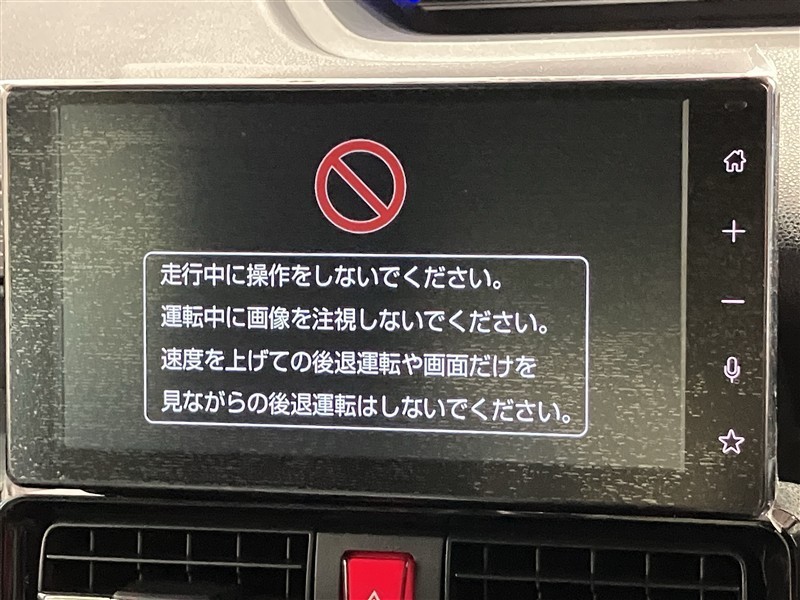 走行中に操作をしないでください。
運転中に画像を注視しないでください。
速度を上げての後退運転や画面だけを
見ながらの後退運転はしないでください。